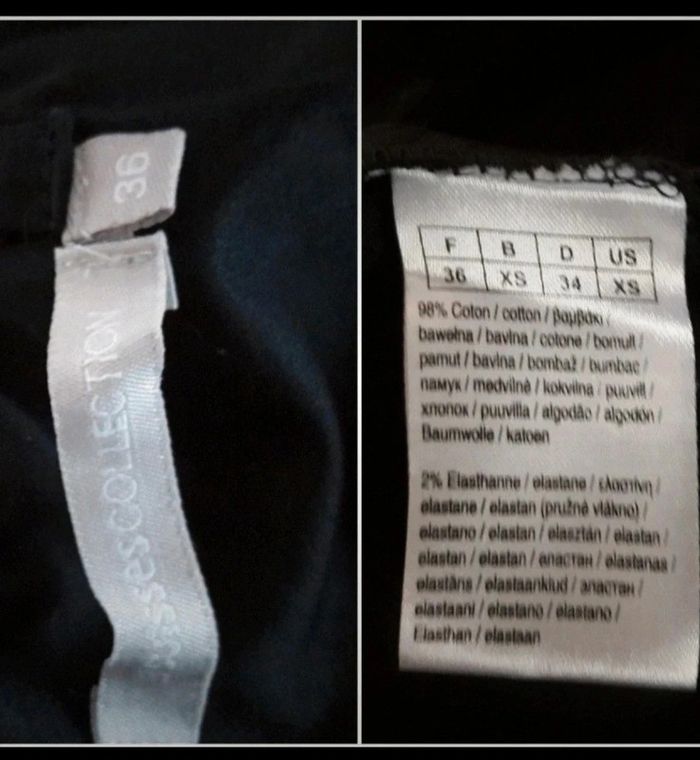 36
COLLECTION
F B D US
36 XS 34 XS
98% Coton / cotton / βαμβάκι /
bawełna / bavlna / cotone / bomuld /
pamut / bavlna / bombaž / bumbac /
памук / medvilnė / kokvilna / puuvill /
хлопок / puuvilla / algodão / algodón /
Baumwolle / katoen
2% Elasthanne / elastane / ελαστίνη /
elastane / elastan (pružné vlákno) /
elastano / elastan / elasztán / elastan /
elastan / elastan / еластан / elastanas /
elastāns / elastaankiud / эластан /
elastaani / elastano / elastano /
Elasthan / elastaan